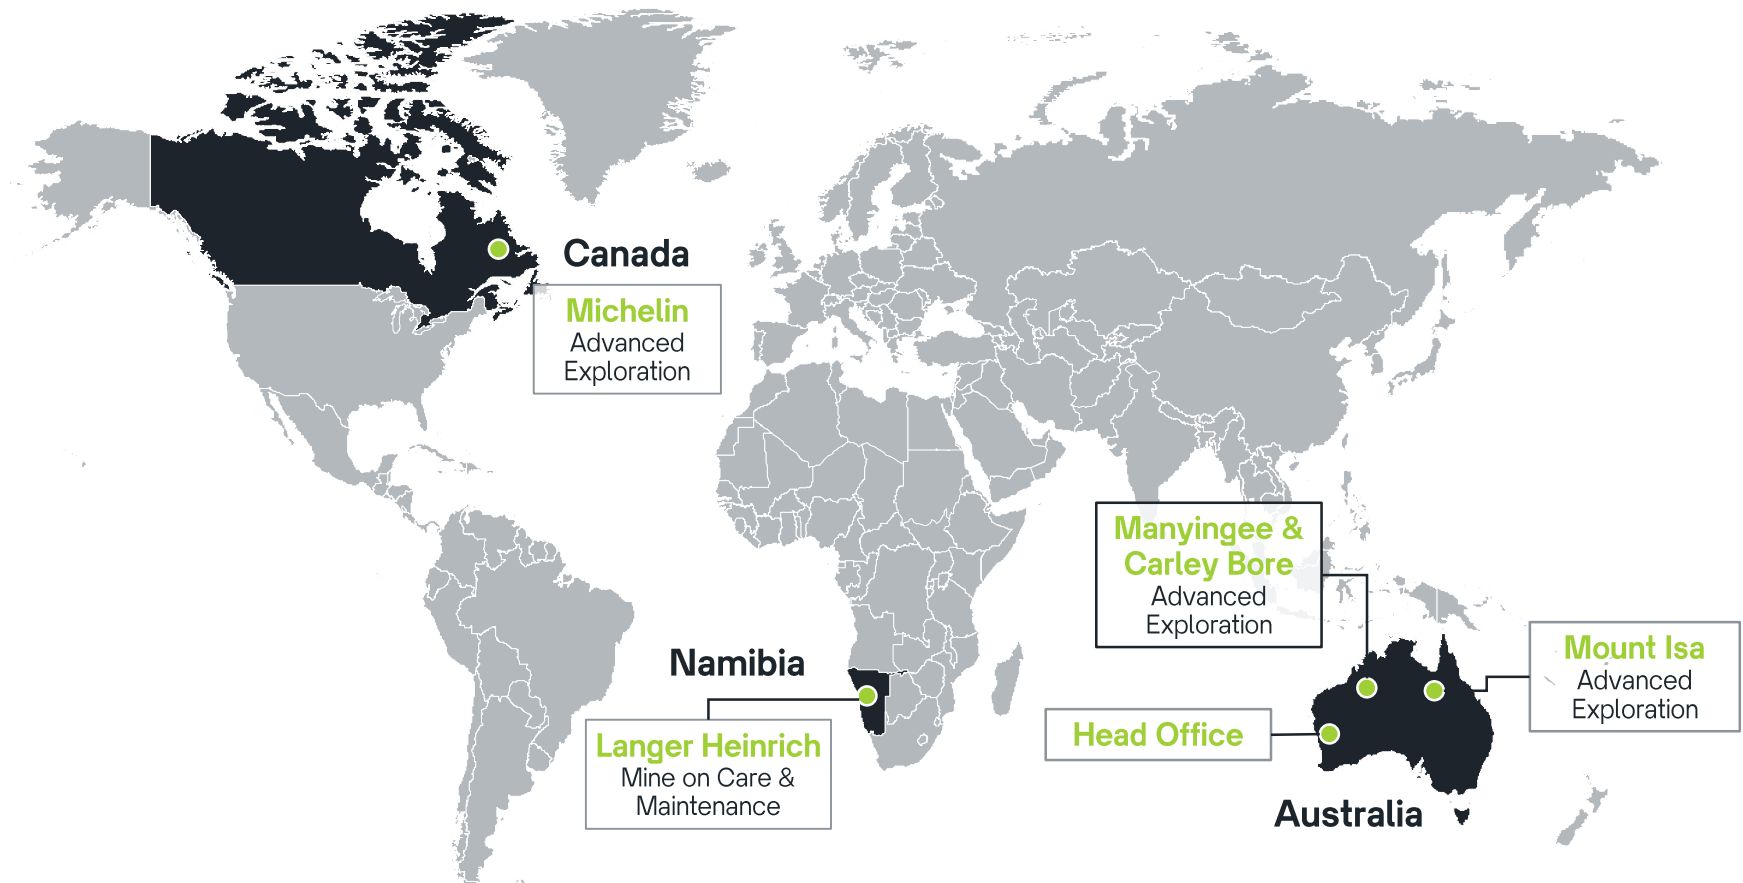 Canada
Michelin
Advanced
Exploration
Manyingee &
Carley Bore
Advanced
Exploration
Mount Isa
Advanced
Exploration
Namibia
Langer Heinrich
Mine on Care &
Maintenance
Head Office
Australia